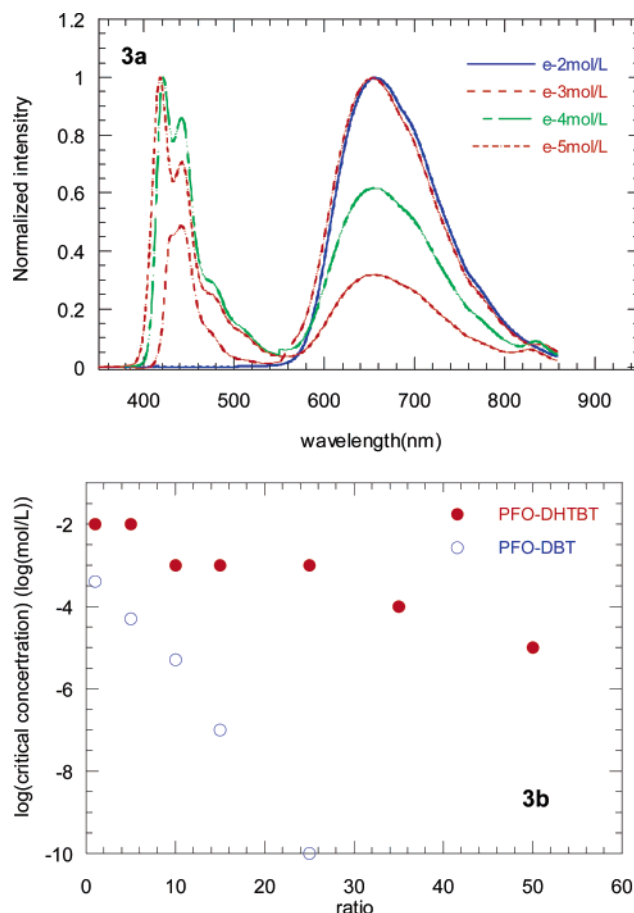 3a
1.2
1
0.8
0.6
0.4
0.2
0
Normalized intensitry
e-2mol/L
e-3mol/L
e-4mol/L
e-5mol/L
400 500 600 700 800 900
wavelength(nm)
-2
-4
-6
-8
-10
log(critical concertration) (log(mol/L))
PFO-DHTBT
PFO-DBT
3b
0 10 20 30 40 50 60
ratio